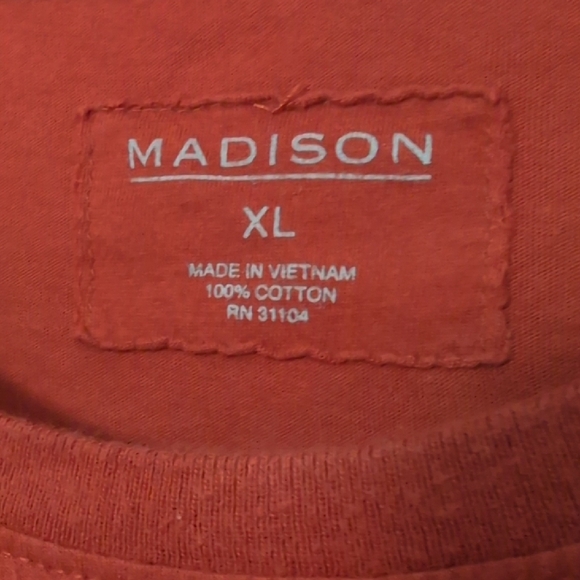 MADISON
XL
MADE IN VIETNAM
100% COTTON
RN 31104